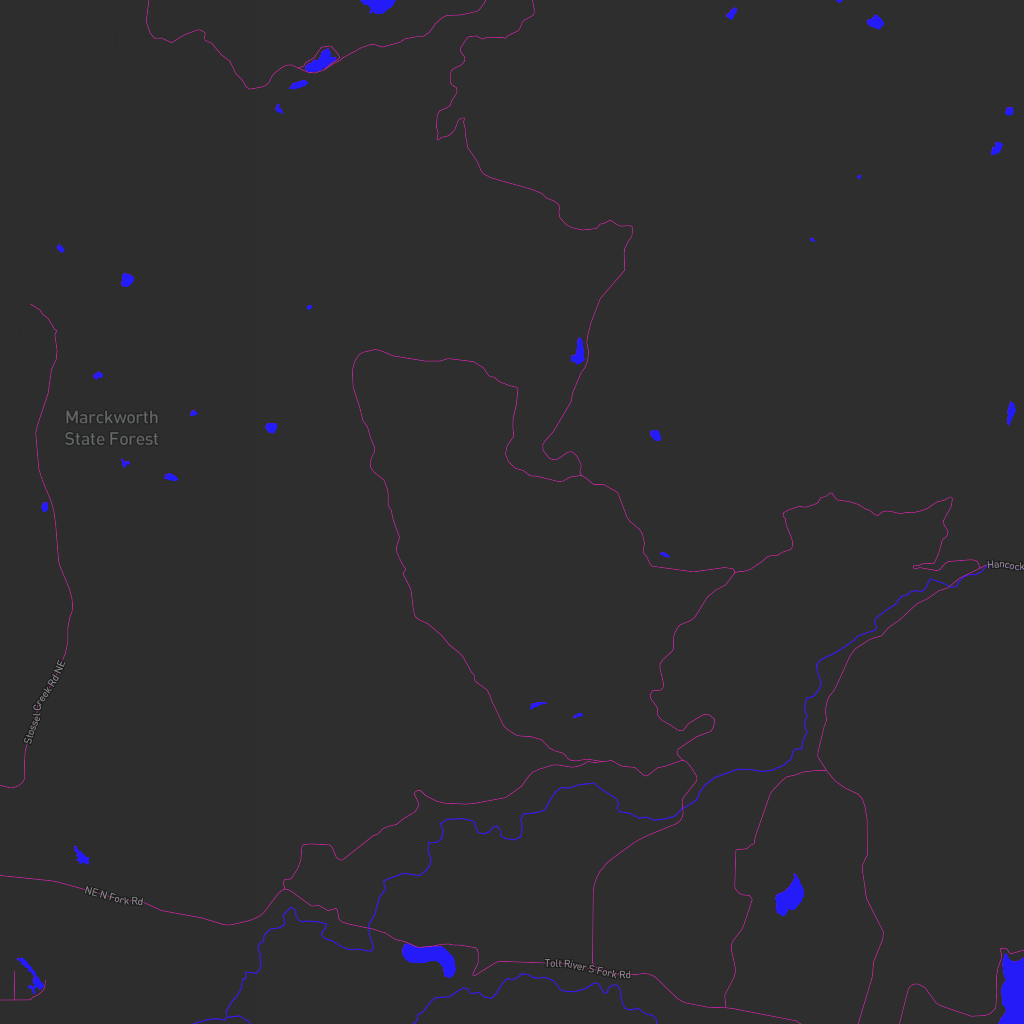 Marckworth
State Forest
Hancock
Stossel Creek Rd NE
NE N Fork Rd
Tolt River S Fork Rd